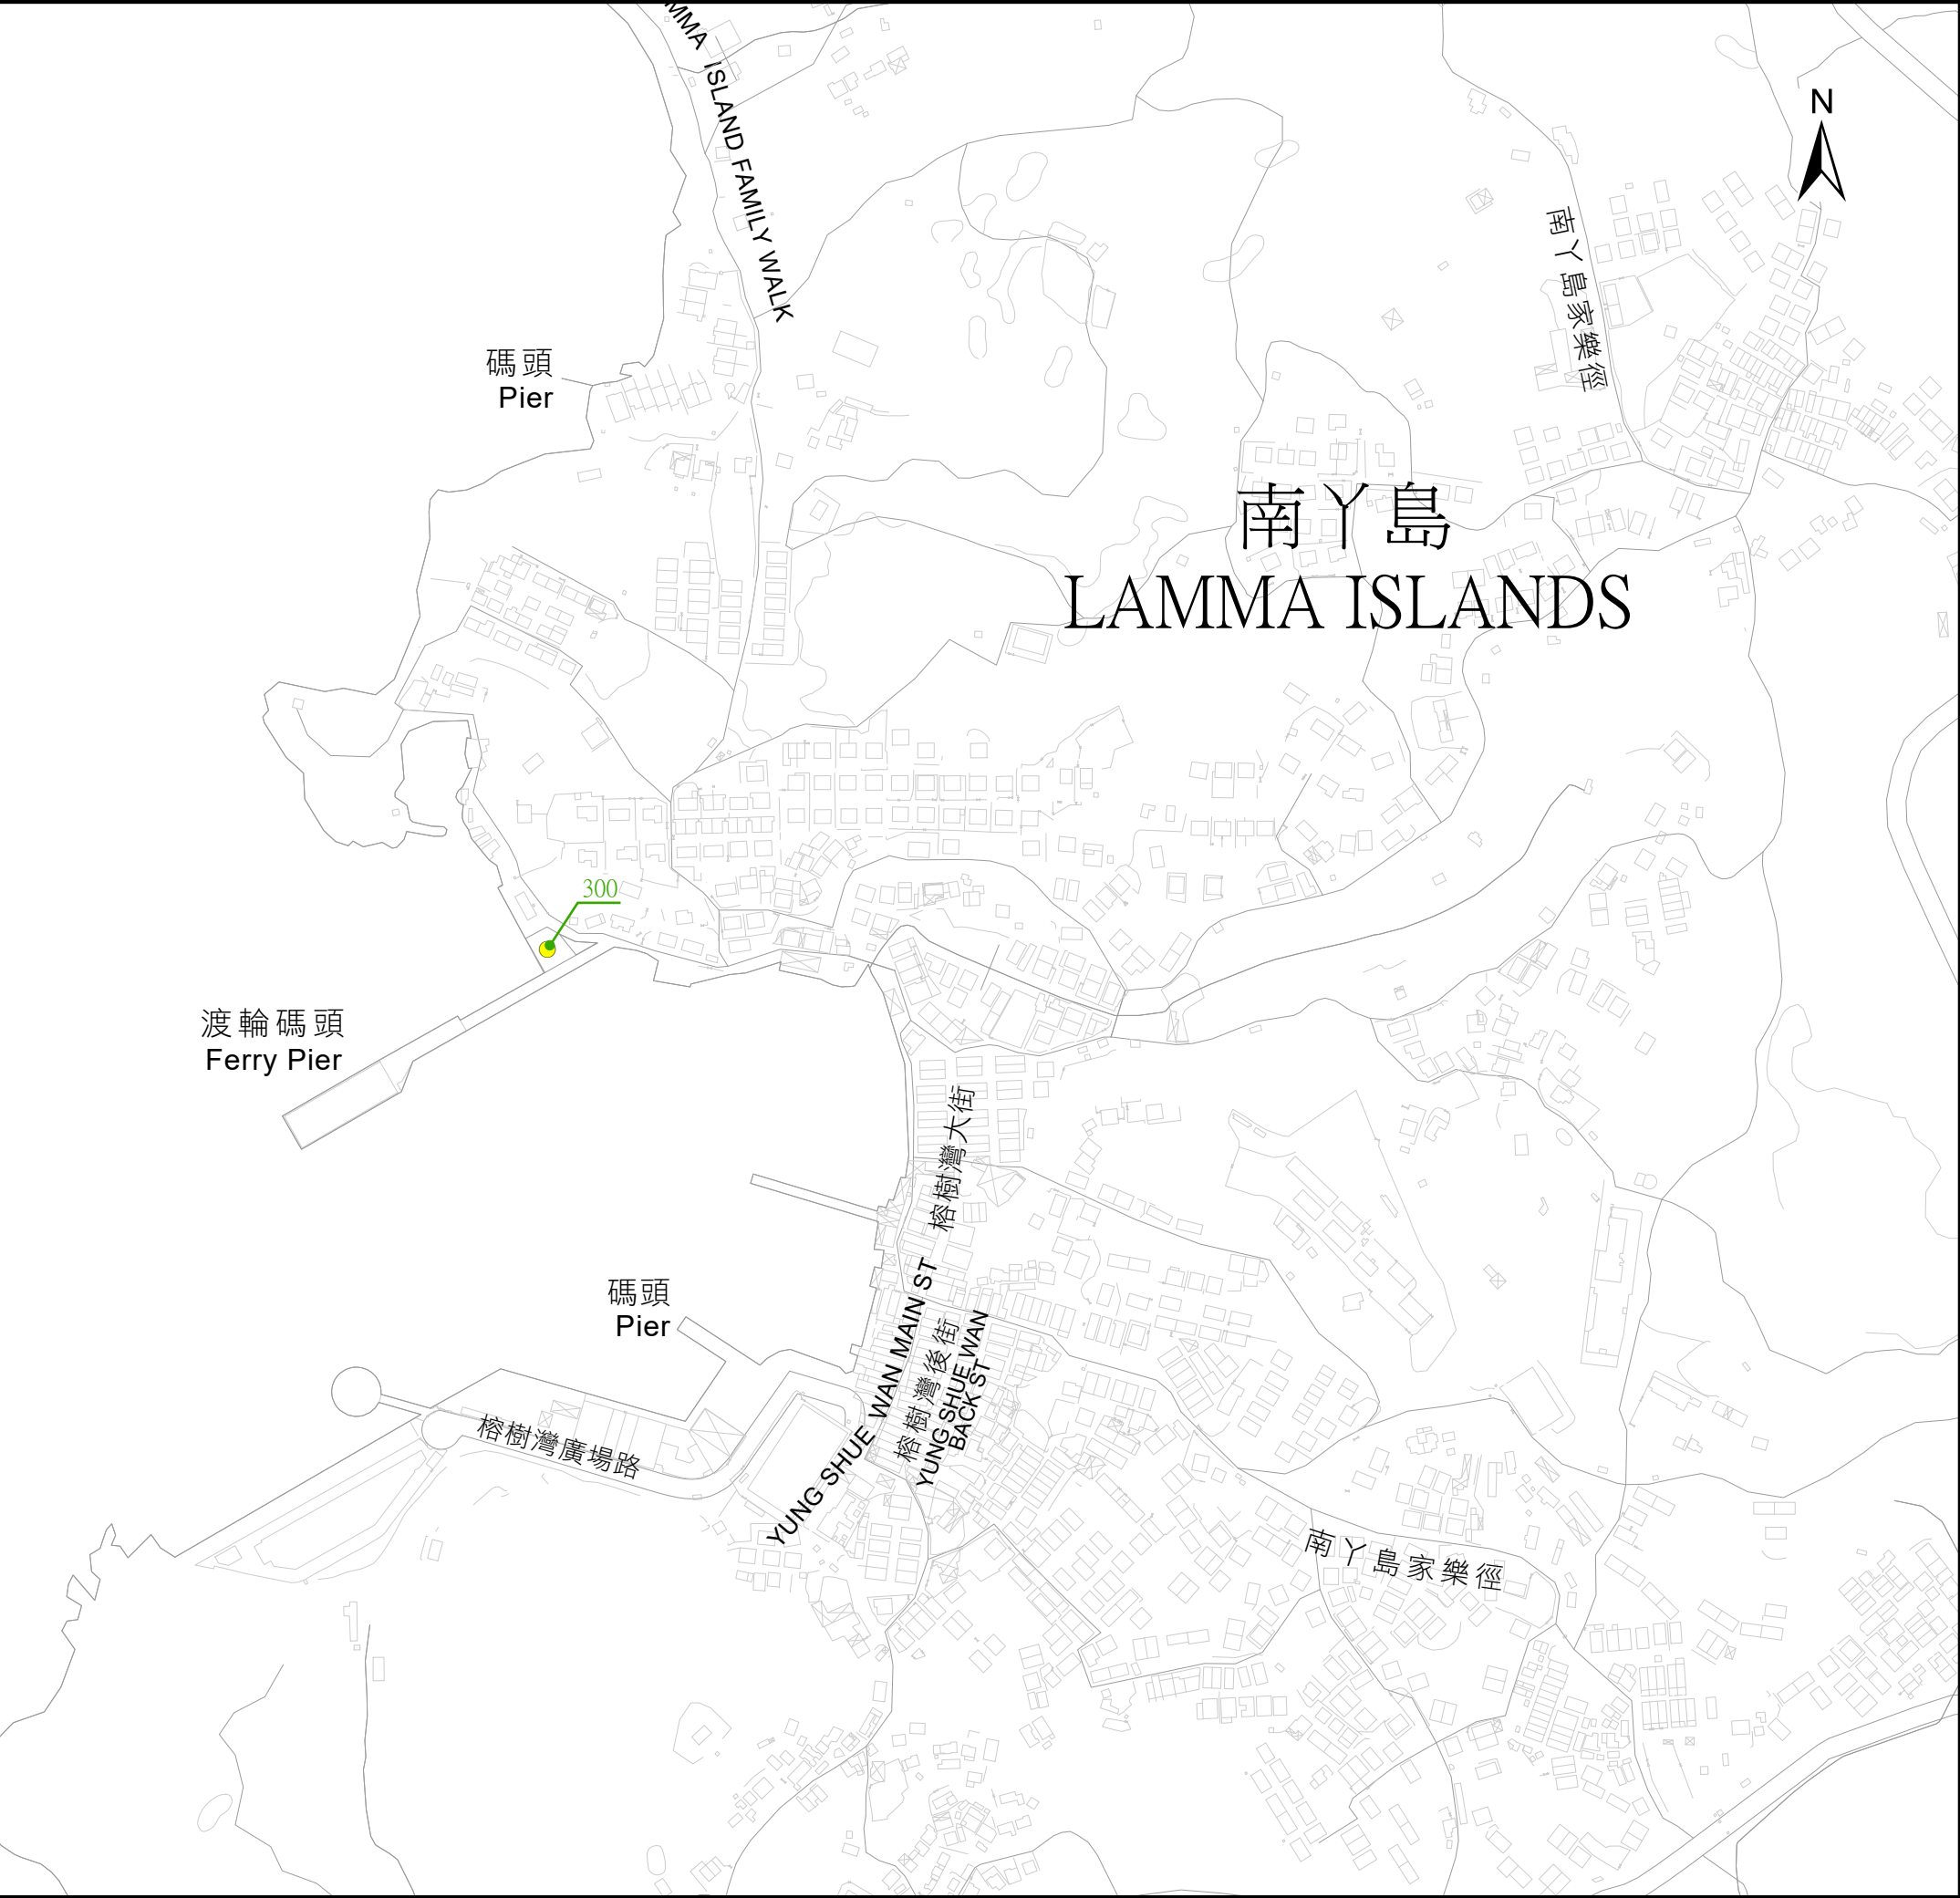 MMA ISLAND FAMILY WALK
N
南丫島家樂徑
碼頭
Pier
南丫島
LAMMA ISLANDS
300
渡輪碼頭
Ferry Pier
榕樹灣大街
YUNG SHUE WAN MAIN ST
碼頭
Pier
榕樹灣後街
YUNG SHUE WAN
BACK ST
榕樹灣廣場路
南丫島家樂徑